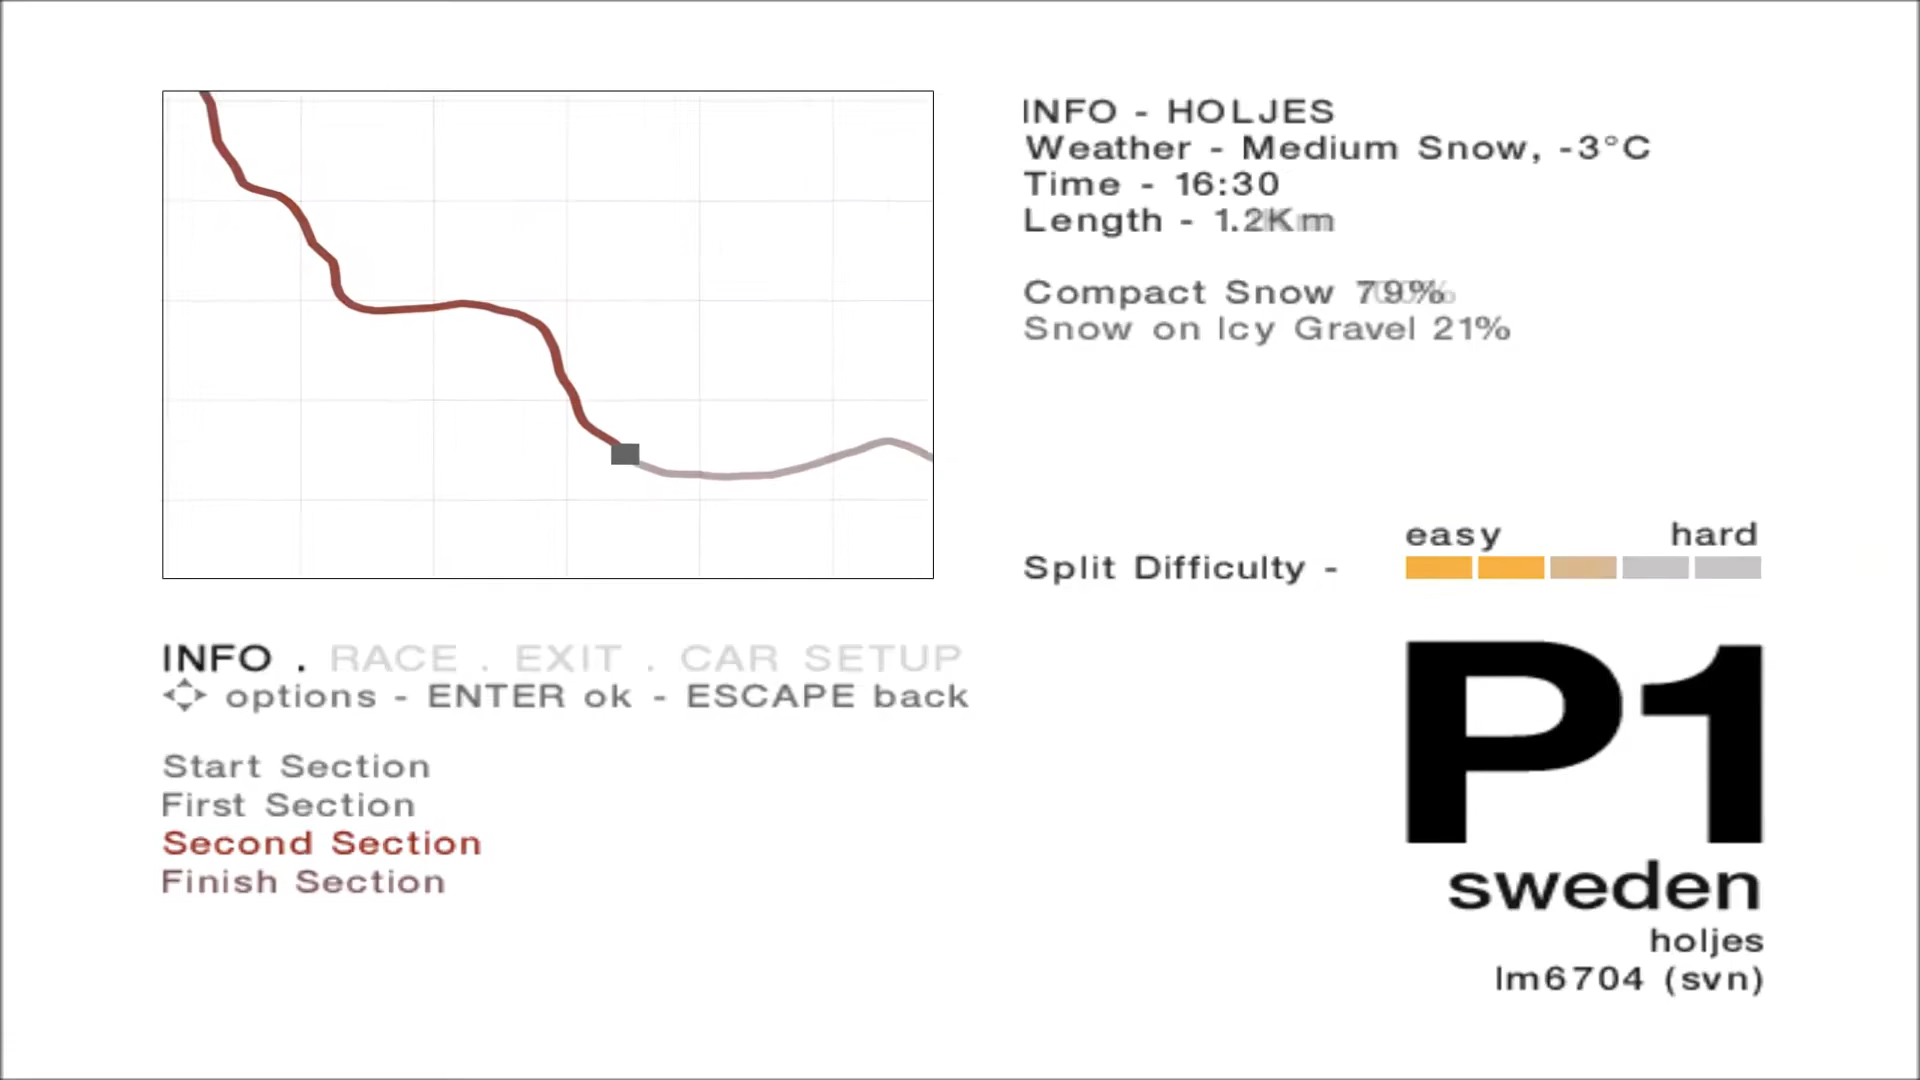 INFO - HOLJES
Weather - Medium Snow, -3°C
Time - 16:30
Length - 1.2Km
Compact Snow 79%
Snow on Icy Gravel 21%
easy hard
Split Difficulty -
INFO . RACE . EXIT . CAR SETUP
options - ENTER ok - ESCAPE back
Start Section
First Section
Second Section
Finish Section
P1
sweden
holjes
lm6704 (svn)